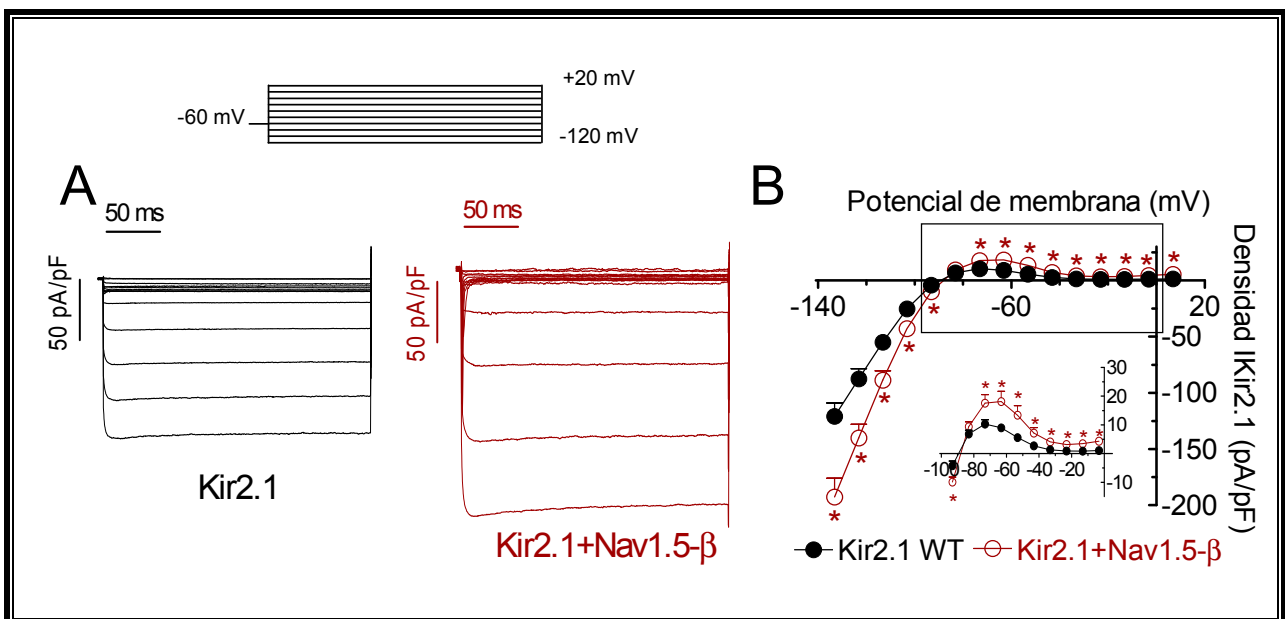 +20 mV
-60 mV
-120 mV
A
50 ms
50 pA/pF
Kir2.1
50 ms
50 pA/pF
Kir2.1+Nav1.5-β
B
Potencial de membrana (mV)
* * * * * * * * *
-140
-60
20
*
*
*
*
*
-50
-100
-150
-200
Densidad IKir2.1 (pA/pF)
30
20
10
-10
* * * * * * * *
*
-100 -80 -60 -40 -20
Kir2.1 WT
Kir2.1+Nav1.5-β